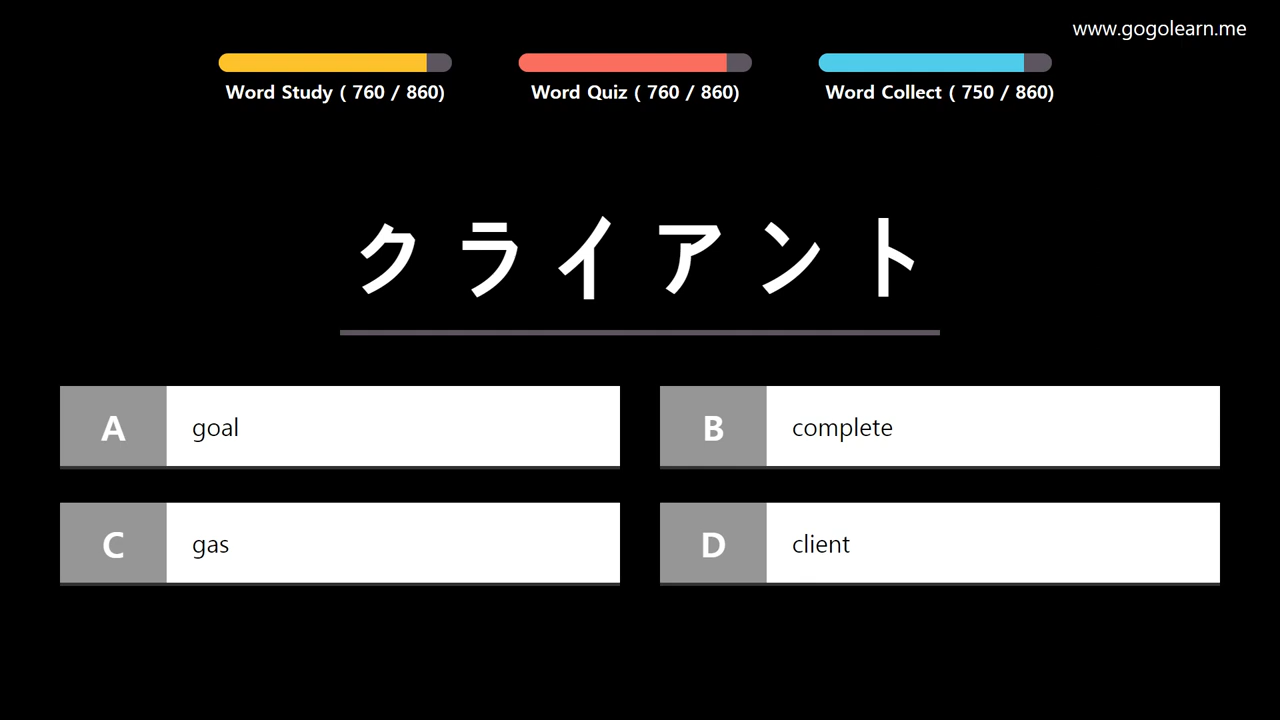 www.gogolearn.me
Word Study ( 760 / 860)
Word Quiz ( 760 / 860)
Word Collect ( 750 / 860)
クライアント
A goal
B complete
C gas
D client